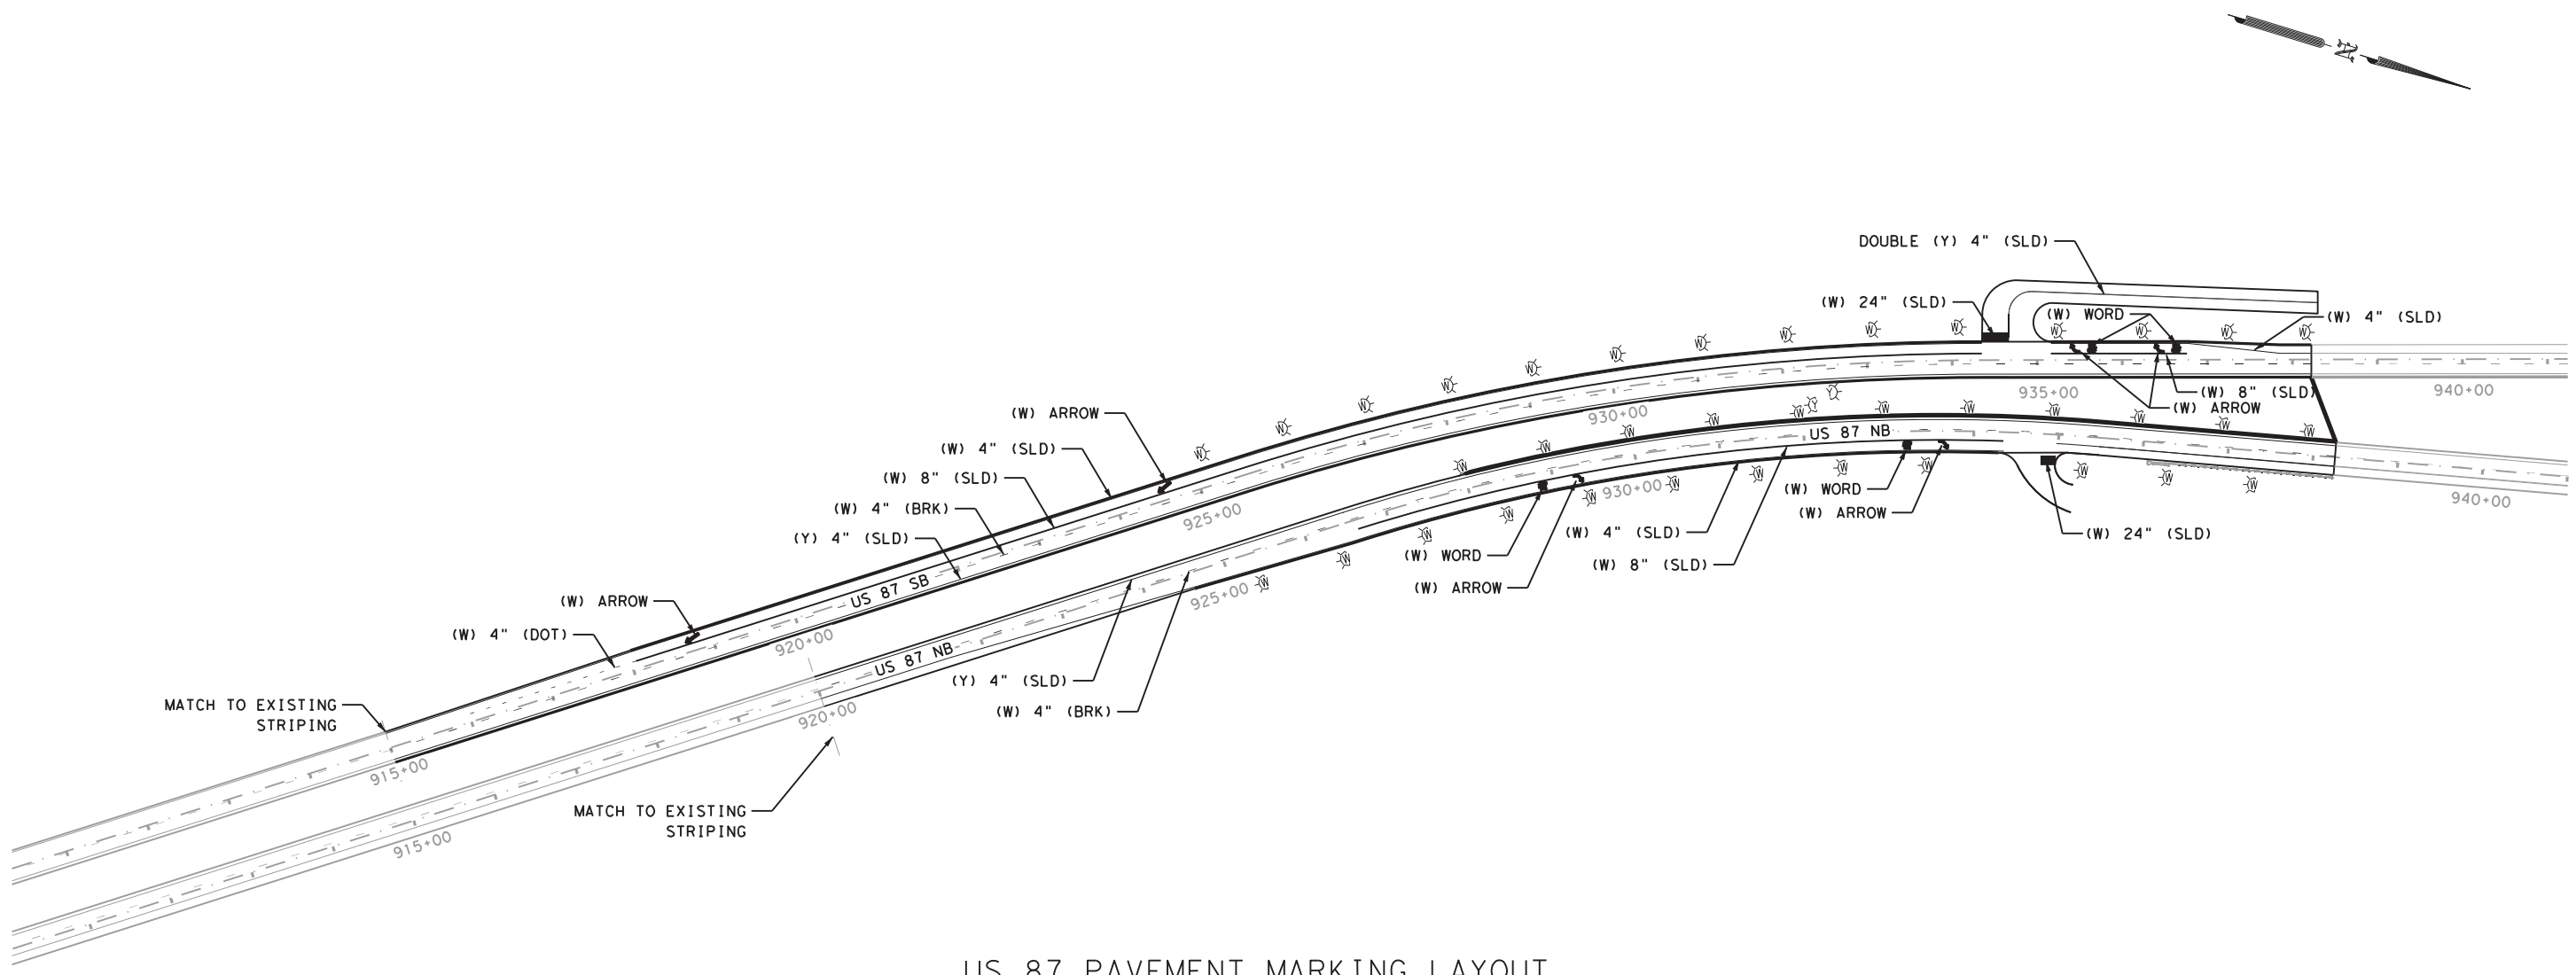 N
DOUBLE (Y) 4" (SLD)
(W) 24" (SLD)
(W) WORD
(W) 4" (SLD)
(W) 8" (SLD)
(W) ARROW
935+00
940+00
(W) ARROW
(W) 4" (SLD)
(W) 8" (SLD)
(W) 4" (BRK)
(Y) 4" (SLD)
930+00
925+00
US 87 NB
US 87 SB
(W) ARROW
(W) 4" (DOT)
920+00
MATCH TO EXISTING
STRIPING
915+00
930+00
(W) WORD
(W) ARROW
940+00
(W) 24" (SLD)
(W) 4" (SLD)
(W) 8" (SLD)
(W) WORD
(W) ARROW
925+00
US 87 NB
(Y) 4" (SLD)
(W) 4" (BRK)
920+00
MATCH TO EXISTING
STRIPING
915+00
US 87 PAVEMENT MARKING LAYOUT